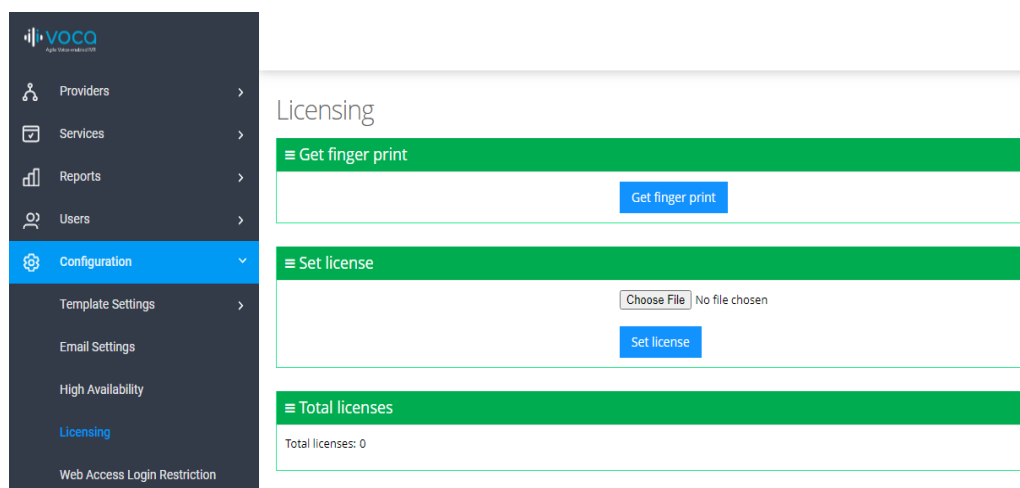 voca
Providers
Services
Reports
Users
Configuration
Template Settings
Email Settings
High Availability
Licensing
Web Access Login Restriction
Licensing
Get finger print
Get finger print
Set license
Choose File No file chosen
Set license
Total licenses
Total licenses: 0